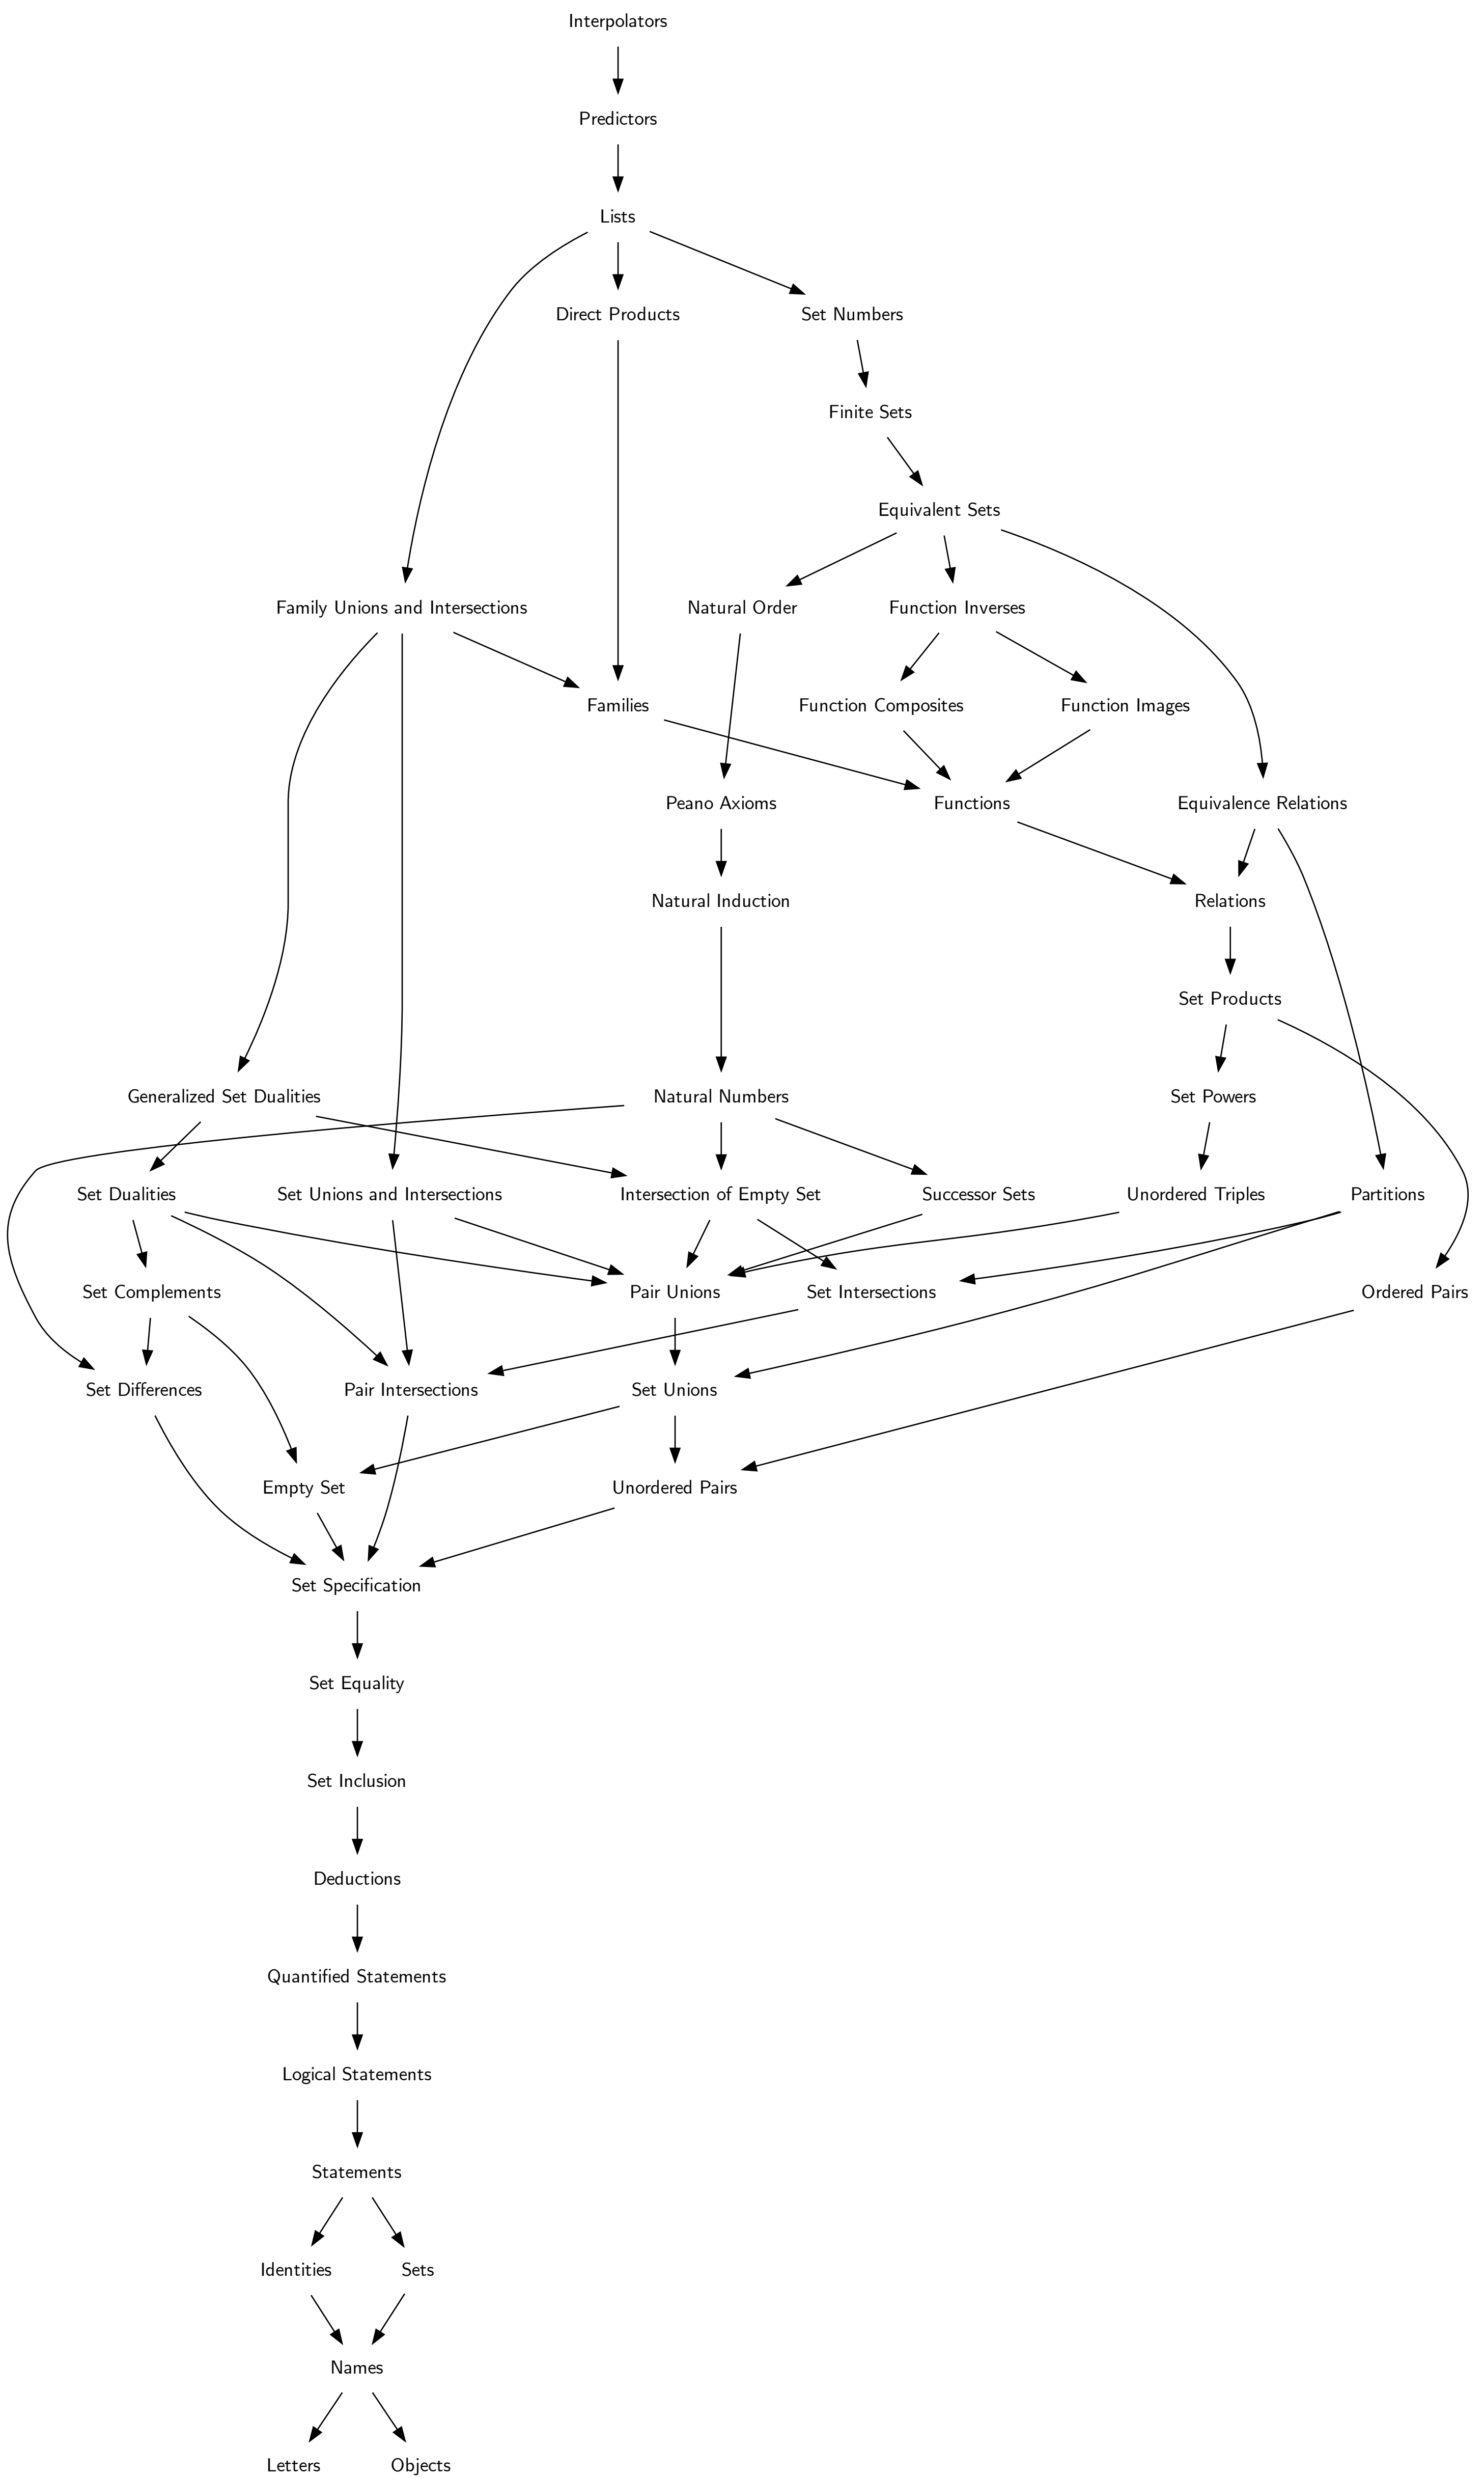 Interpolators
Predictors
Lists
Direct Products
Set Numbers
Finite Sets
Equivalent Sets
Family Unions and Intersections
Natural Order
Function Inverses
Families
Function Composites
Function Images
Peano Axioms
Functions
Equivalence Relations
Natural Induction
Relations
Set Products
Generalized Set Dualities
Natural Numbers
Set Powers
Set Dualities
Set Unions and Intersections
Intersection of Empty Set
Successor Sets
Unordered Triples
Partitions
Set Complements
Pair Unions
Set Intersections
Ordered Pairs
Set Differences
Pair Intersections
Set Unions
Empty Set
Unordered Pairs
Set Specification
Set Equality
Set Inclusion
Deductions
Quantified Statements
Logical Statements
Statements
Identities
Sets
Names
Letters
Objects